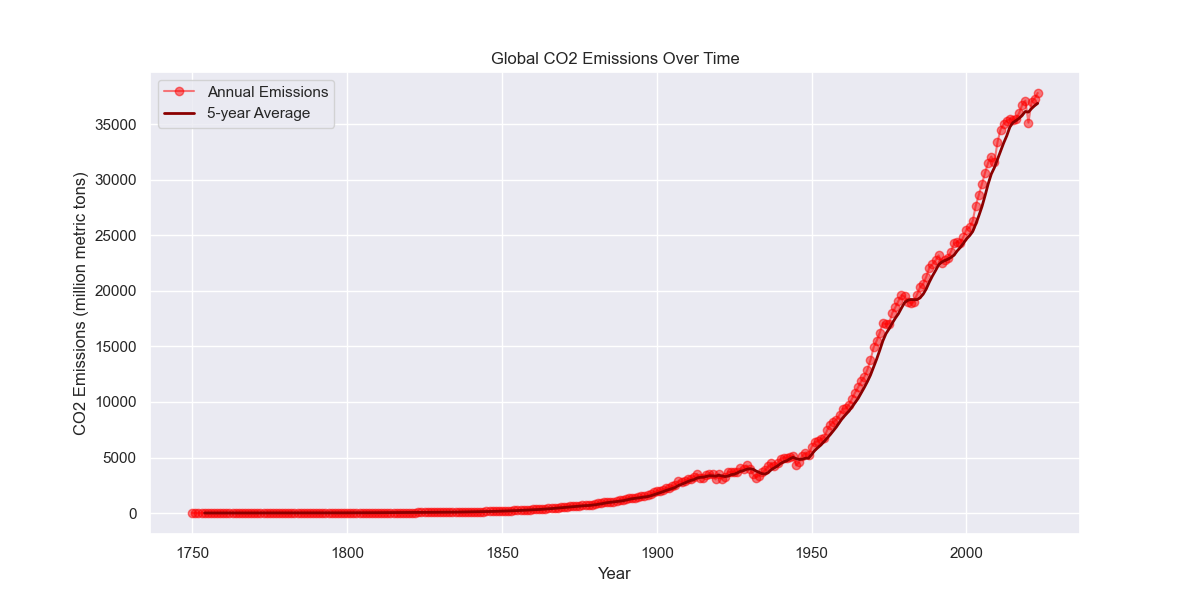 Global CO2 Emissions Over Time
Annual Emissions
5-year Average
CO2 Emissions (million metric tons)
35000
30000
25000
20000
15000
10000
5000
0
1750 1800 1850 1900 1950 2000
Year